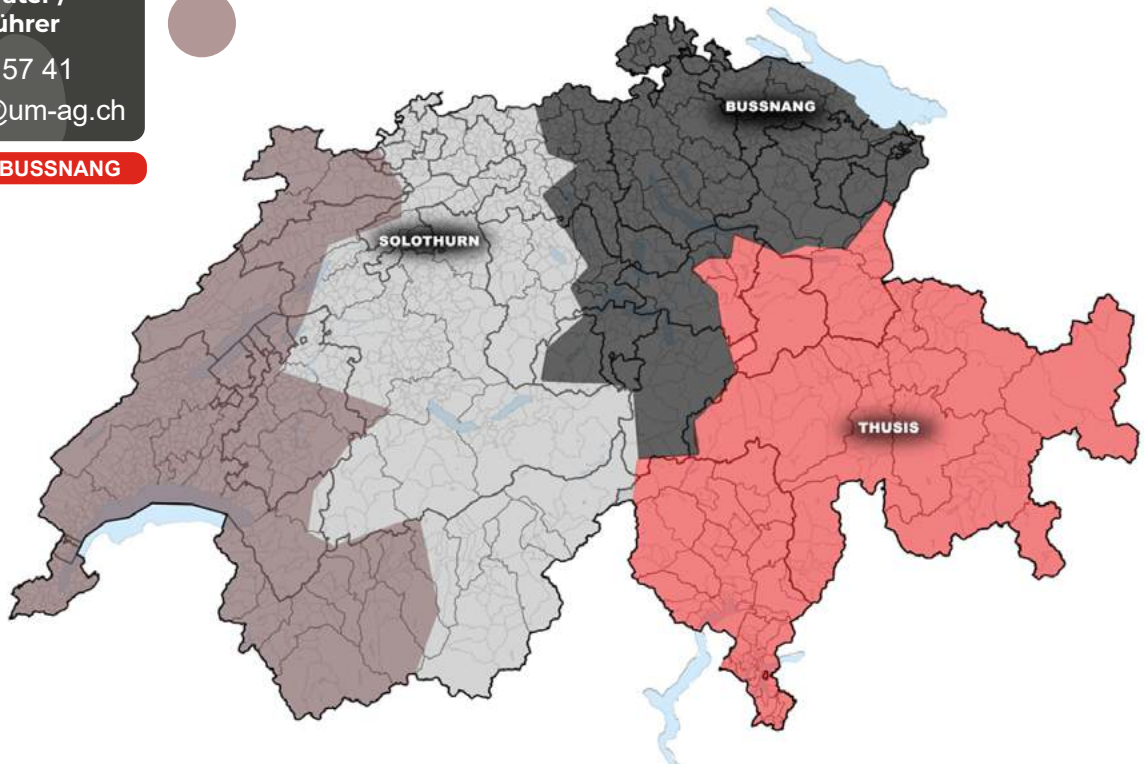 ührer
57 41
@um-ag.ch
BUSSNANG
BUSSNANG
SOLOTHURN
THUSIS